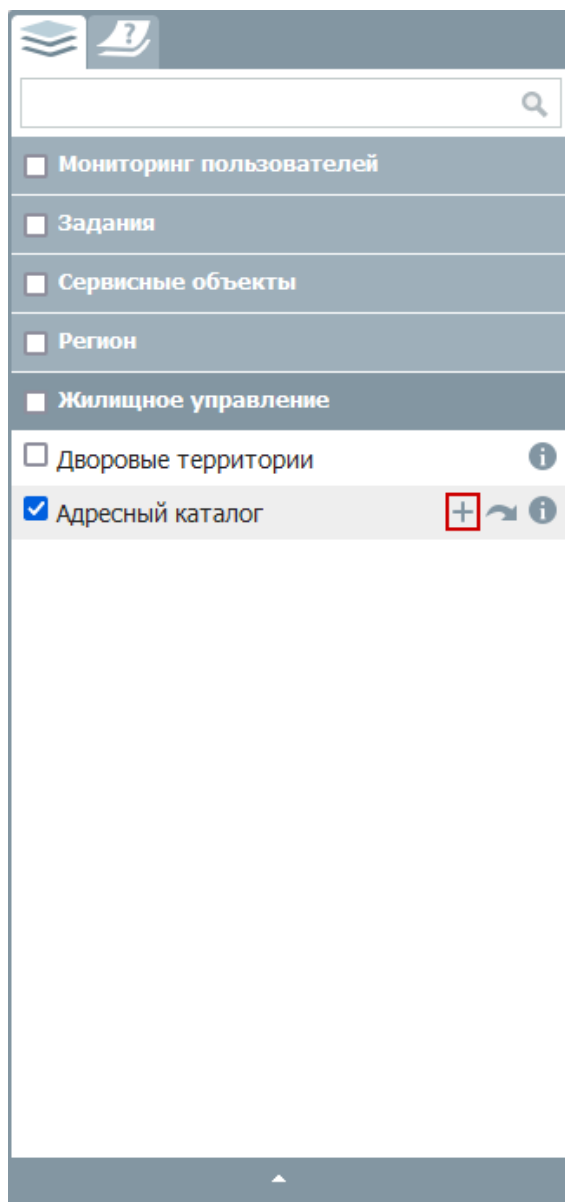 Мониторинг пользователей
Задания
Сервисные объекты
Регион
Жилищное управление
Дворовые территории
Адресный каталог